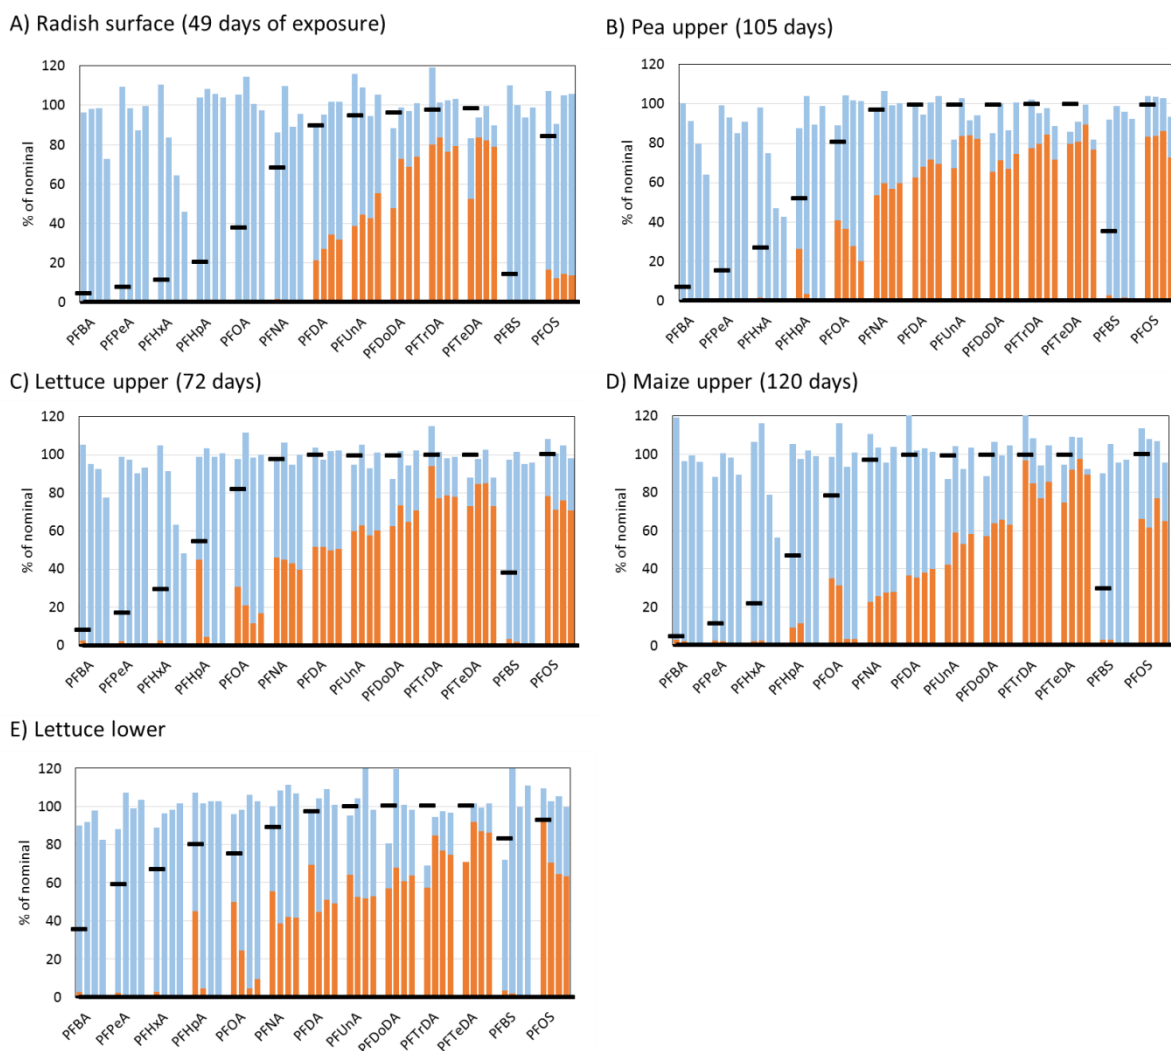 A) Radish surface (49 days of exposure)
120
100
80
60
40
20
0
% of nominal
PFBA
PFPeA
PFHxA
PFHpA
PFOA
PFNA
PFDA
PFUnA
PFDoDA
PFTrDA
PFTeDA
PFBS
PFOS
B) Pea upper (105 days)
120
100
80
60
40
20
0
% of nominal
PFBA
PFPeA
PFHxA
PFHpA
PFOA
PFNA
PFDA
PFUnA
PFDoDA
PFTrDA
PFTeDA
PFBS
PFOS
C) Lettuce upper (72 days)
120
100
80
60
40
20
0
% of nominal
PFBA
PFPeA
PFHxA
PFHpA
PFOA
PFNA
PFDA
PFUnA
PFDoDA
PFTrDA
PFTeDA
PFBS
PFOS
D) Maize upper (120 days)
120
100
80
60
40
20
0
% of nominal
PFBA
PFPeA
PFHxA
PFHpA
PFOA
PFNA
PFDA
PFUnA
PFDoDA
PFTrDA
PFTeDA
PFBS
PFOS
E) Lettuce lower
120
100
80
60
40
20
0
% of nominal
PFBA
PFPeA
PFHxA
PFHpA
PFOA
PFNA
PFDA
PFUnA
PFDoDA
PFTrDA
PFTeDA
PFBS
PFOS